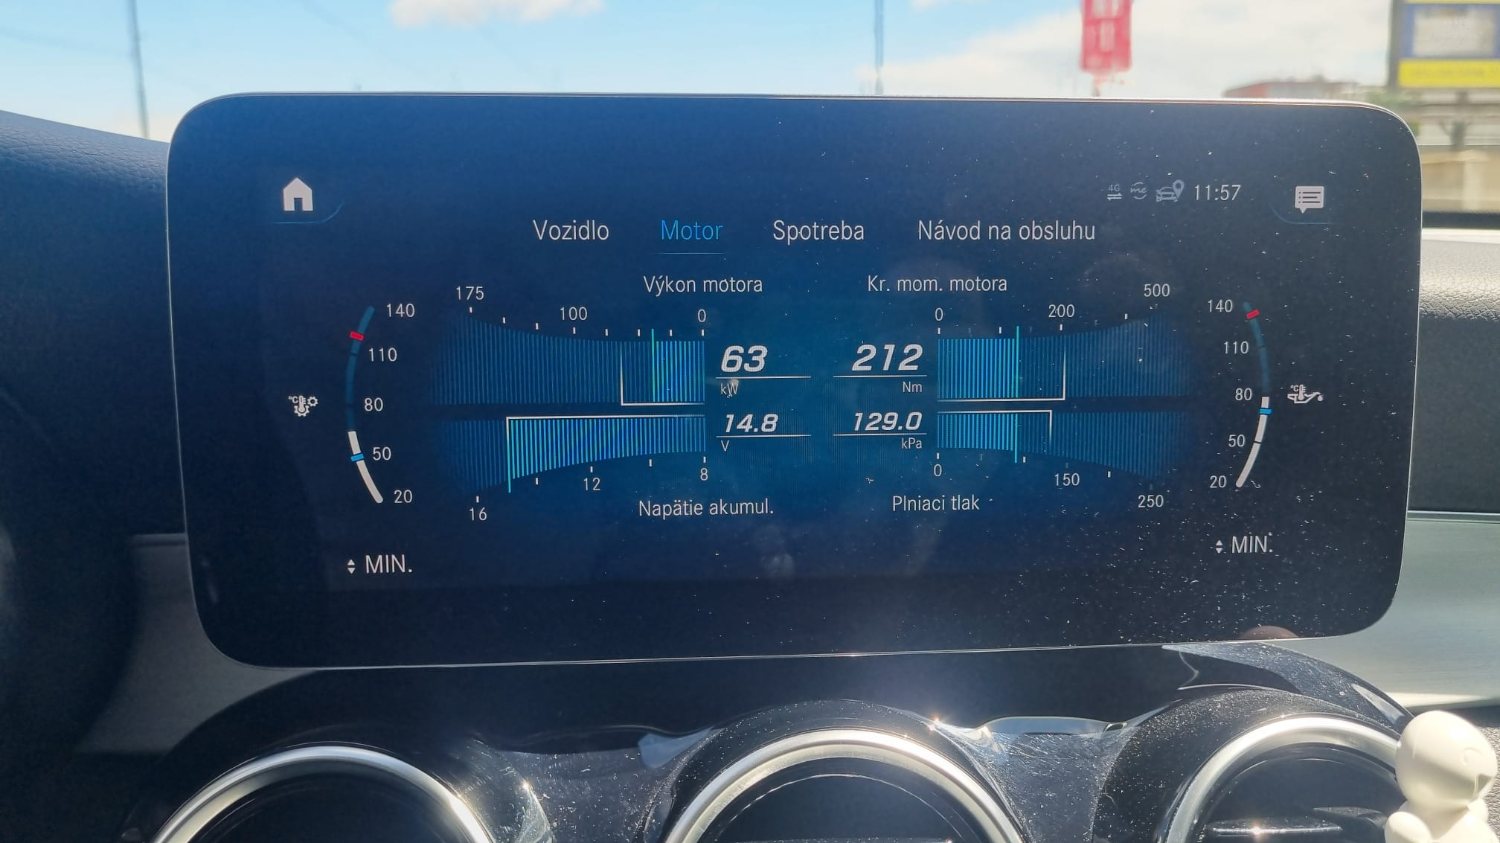 4G me 11:57
Vozidlo Motor Spotreba Návod na obsluhu
Výkon motora Kr. mom. motora
175 100 0
0 200 500
140 110 80 50 20
63
kW
212
Nm
14.8
V
129.0
kPa
140 110 80 50 20
°C
°C
16 12 8
0 150 250
Napätie akumul. Plniaci tlak
MIN. MIN.